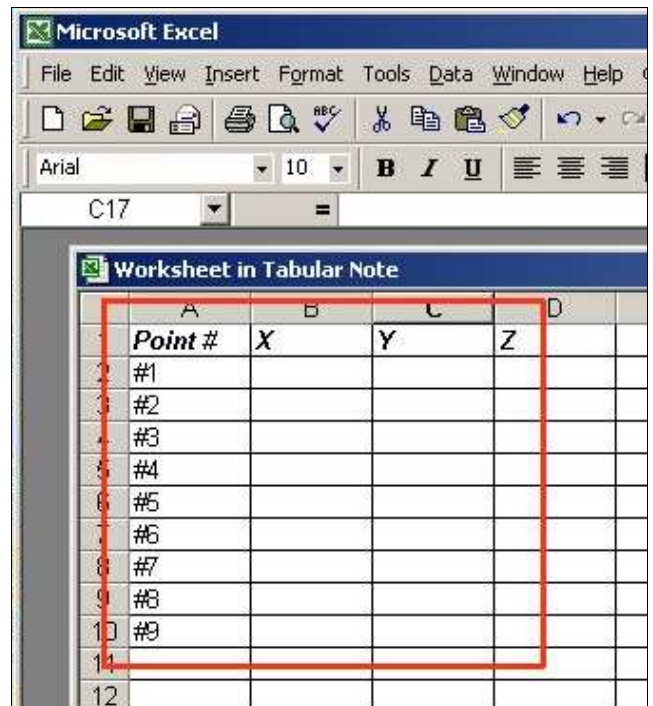 Microsoft Excel
File Edit View Insert Format Tools Data Window Help
ABC
Arial 10 B I U
C17 =
Worksheet in Tabular Note
A B C D
1 Point # X Y Z
2 #1
3 #2
4 #3
5 #4
6 #5
7 #6
8 #7
9 #8
10 #9
11
12